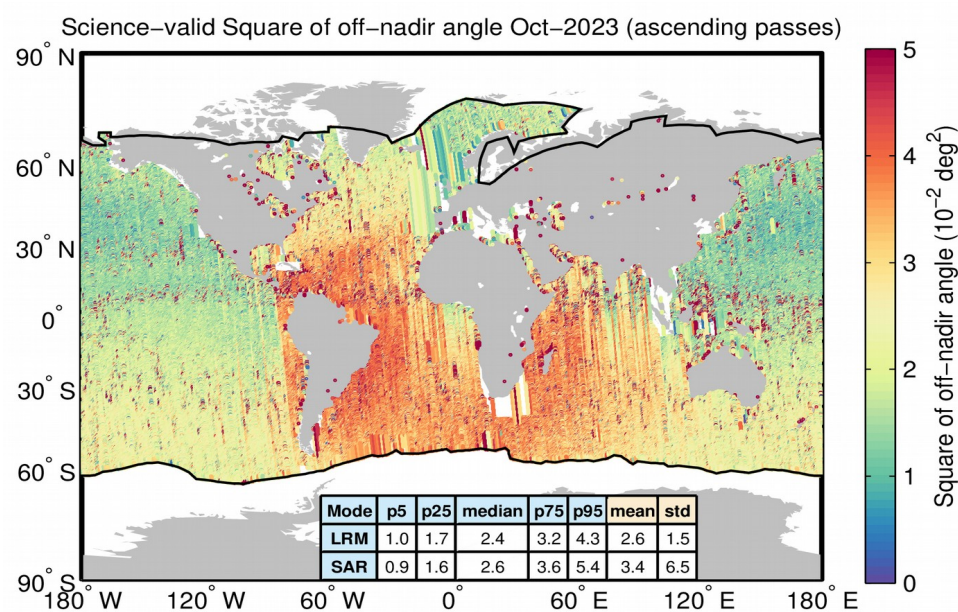 Science-valid Square of off-nadir angle Oct-2023 (ascending passes)
90° N
60° N
30° N
0°
30° S
60° S
90° S
180° W
120° W
60° W
0°
60° E
120° E
180° E
5
4
3
2
1
0
Square of off-nadir angle (10⁻² deg²)
Mode p5 p25 median p75 p95 mean std
LRM 1.0 1.7 2.4 3.2 4.3 2.6 1.5
SAR 0.9 1.6 2.6 3.6 5.4 3.4 6.5